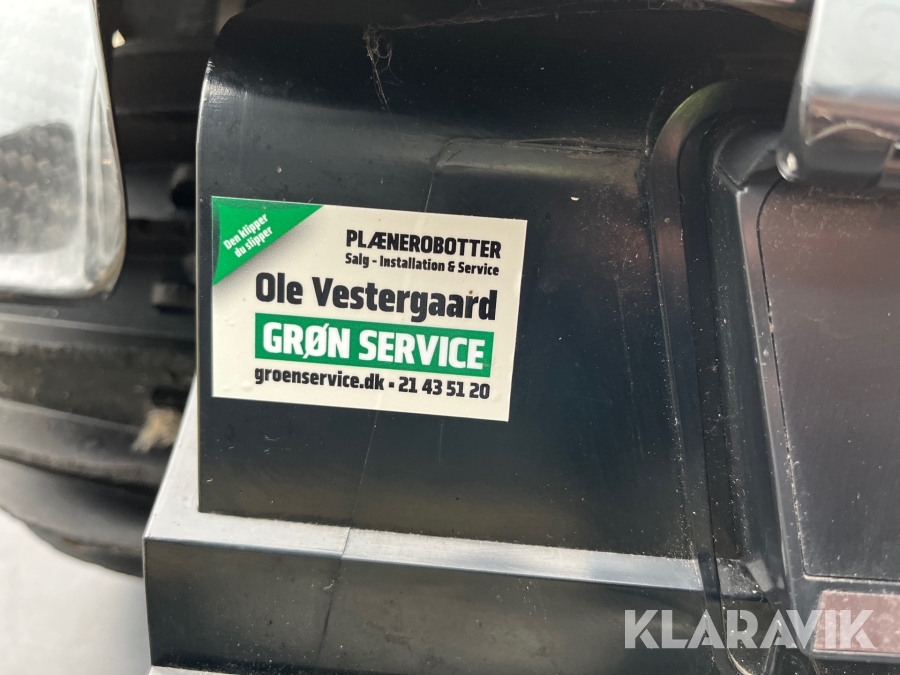 Den klipper
du slipper
PLÆNEROBOTTER
Salg - Installation & Service
Ole Vestergaard
GRØN SERVICE
groenservice.dk ▪ 21 43 51 20
KLARAVIK